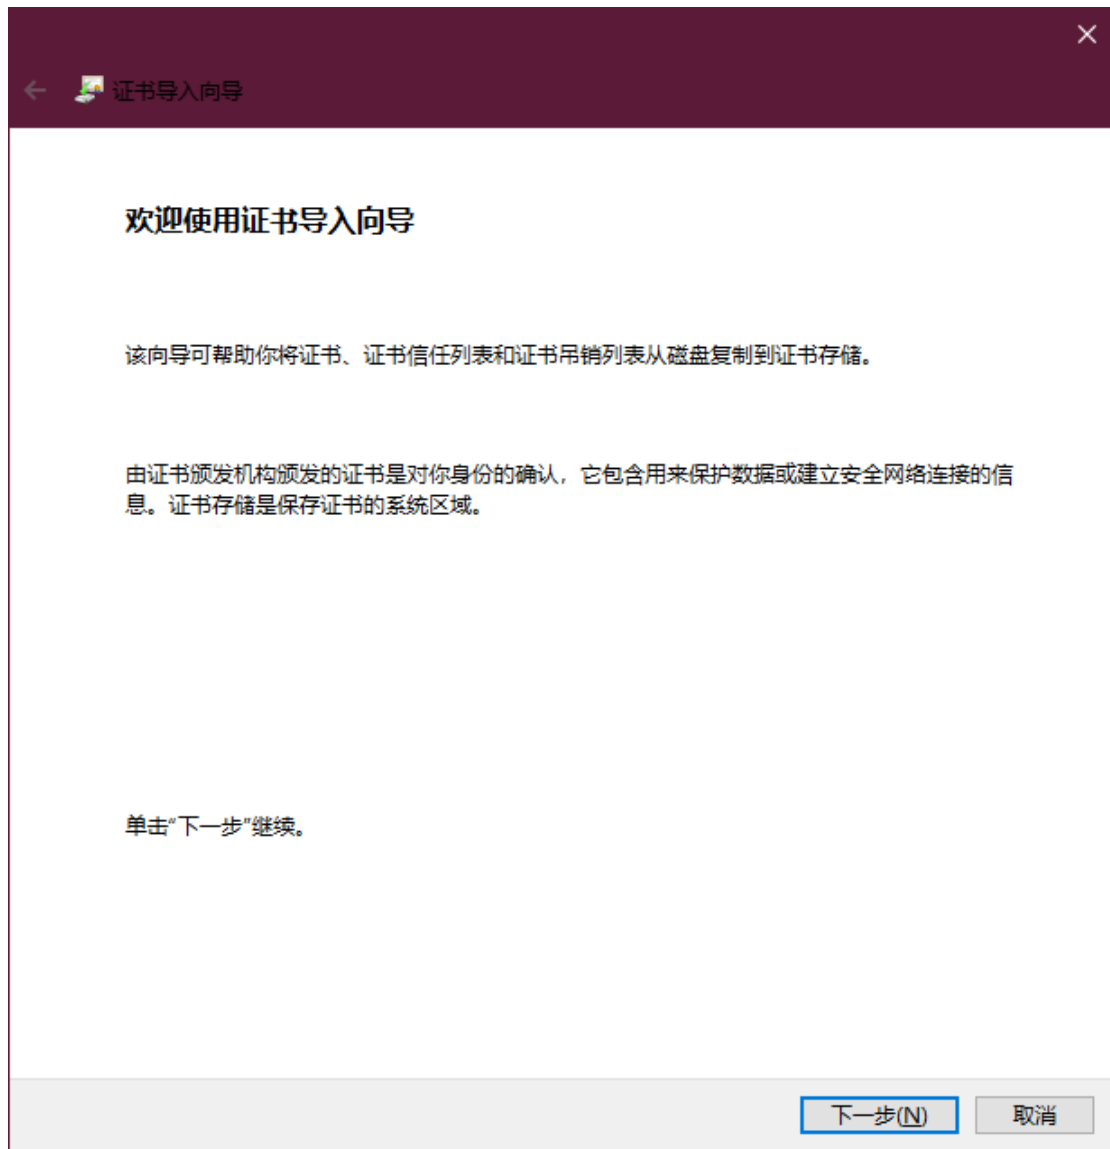 证书导入向导
欢迎使用证书导入向导
该向导可帮助你将证书、证书信任列表和证书吊销列表从磁盘复制到证书存储。
由证书颁发机构颁发的证书是对你身份的确认，它包含用来保护数据或建立安全网络连接的信
息。证书存储是保存证书的系统区域。
单击“下一步”继续。
下一步(N)
取消